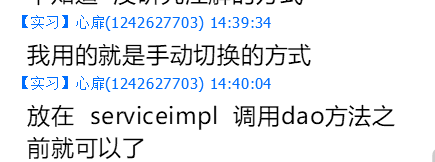 【实习】心扉(1242627703) 14:39:34
我用的就是手动切换的方式
【实习】心扉(1242627703) 14:40:04
放在 serviceimpl 调用dao方法之
前就可以了